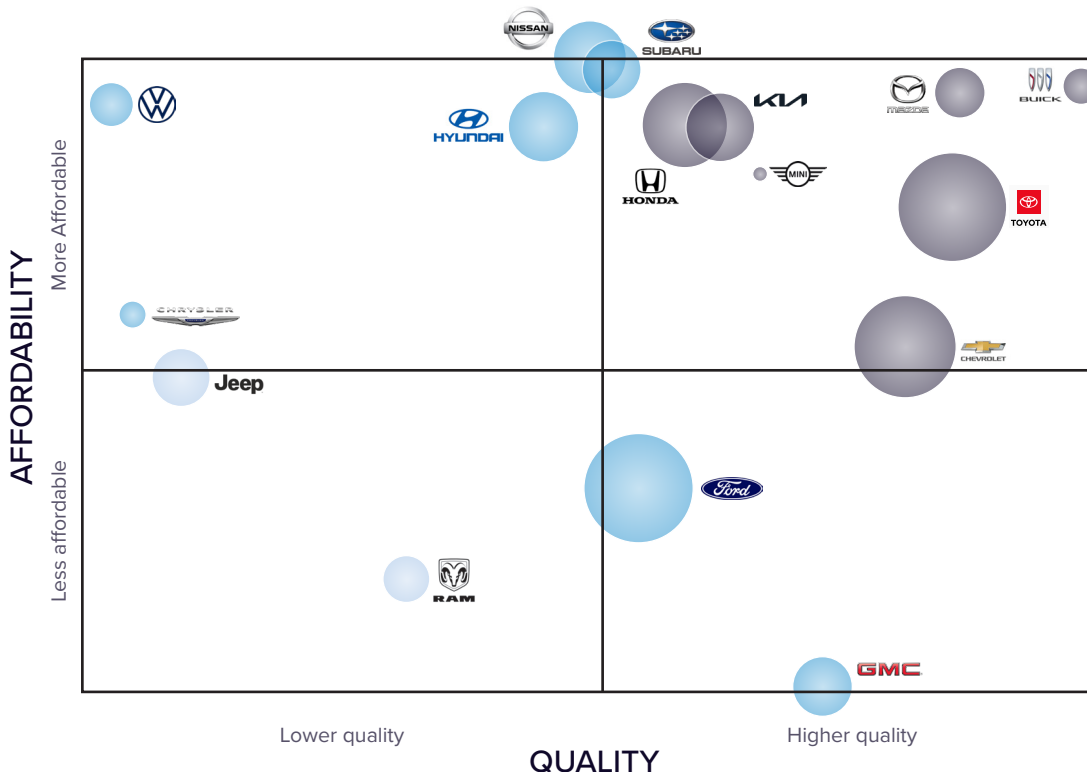 NISSAN
SUBARU
HYUNDAI
KIA
mazda
BUICK
HONDA
MINI
TOYOTA
More Affordable
AFFORDABILITY
CHRYSLER
Jeep
CHEVROLET
Less affordable
Ford
RAM
GMC
Lower quality
Higher quality
QUALITY